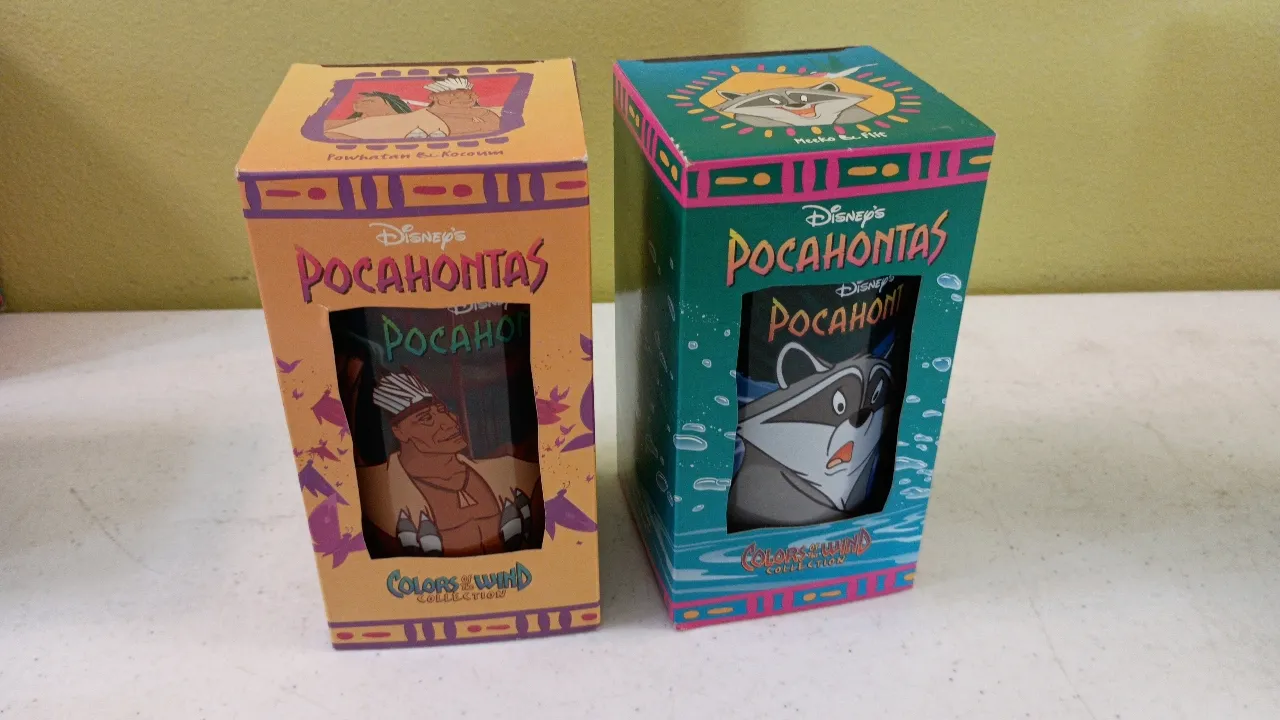 Powhatan & Kocoum
DISNEY'S
POCAHONTAS
DISNEY
POCAHON
COLORS OF THE WIND
COLLECTION
Meeko & Flit
DISNEY'S
POCAHONTAS
DISNEY'S
POCAHONT
COLORS OF THE WIND
COLLECTION